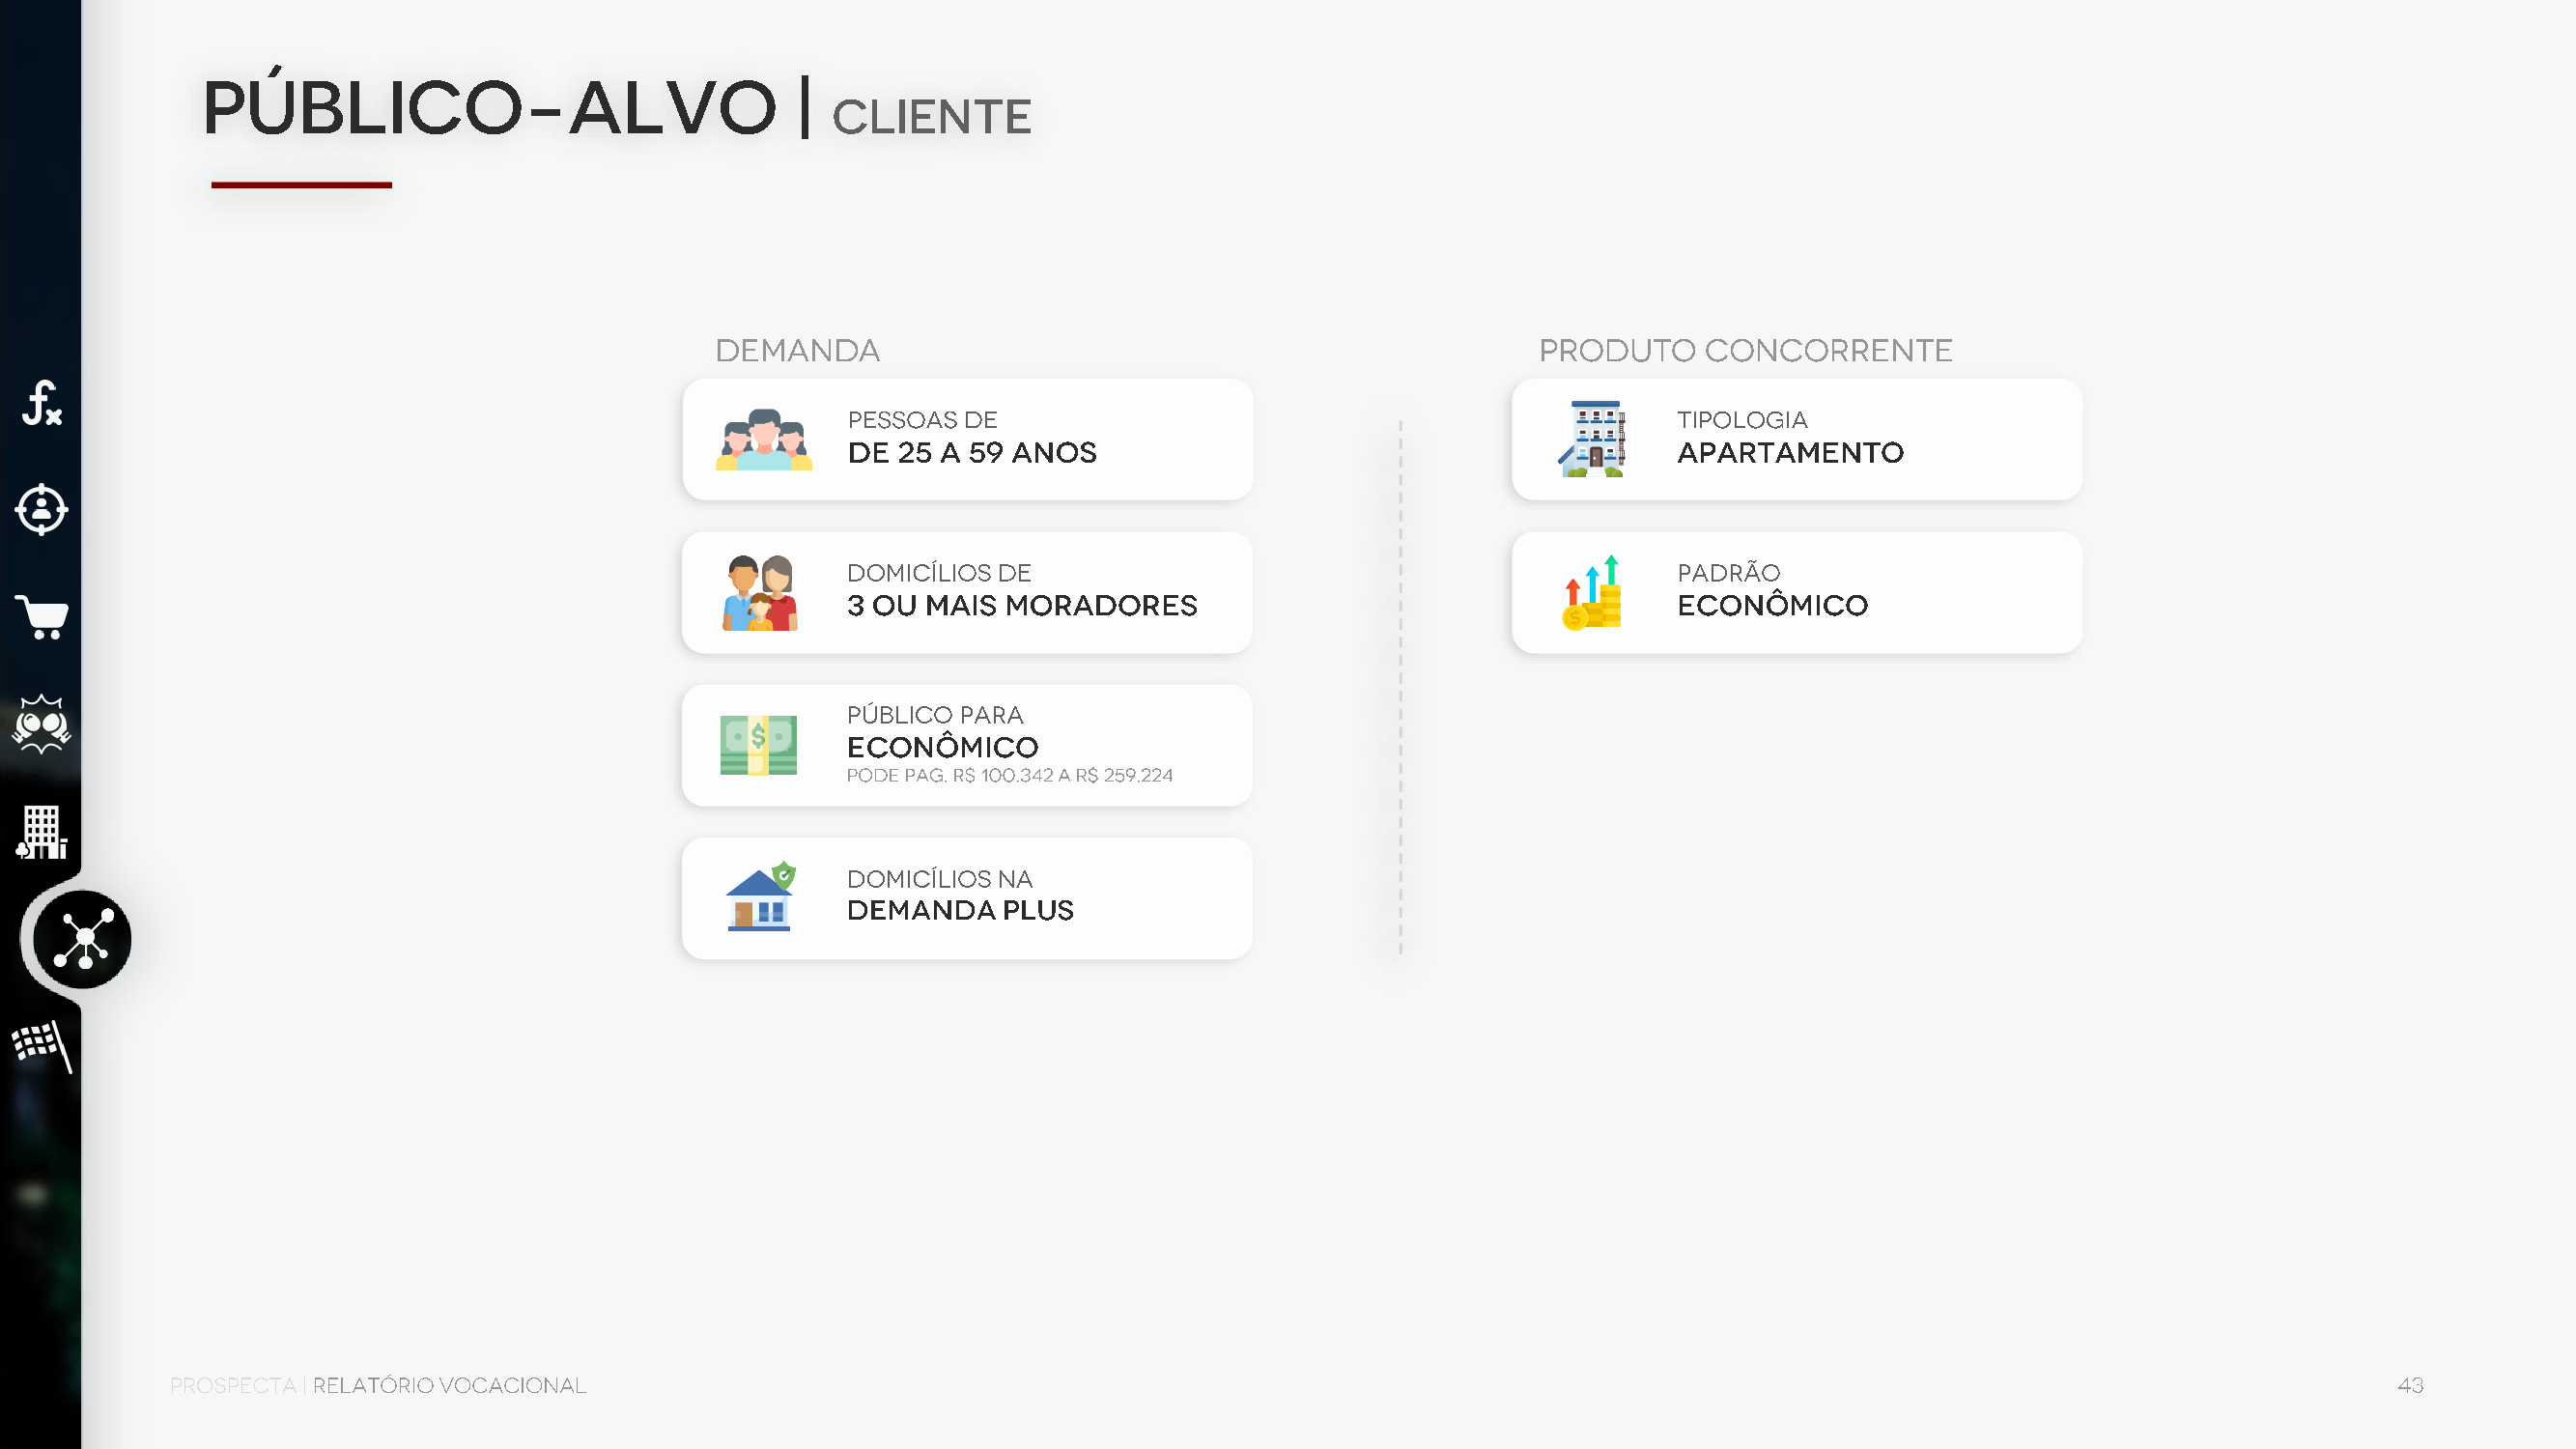 PÚBLICO-ALVO | CLIENTE
DEMANDA
PESSOAS DE
DE 25 A 59 ANOS
DOMICÍLIOS DE
3 OU MAIS MORADORES
PÚBLICO PARA
ECONÔMICO
PODE PAG. R$ 100.342 A R$ 259.224
DOMICÍLIOS NA
DEMANDA PLUS
PRODUTO CONCORRENTE
TIPOLOGIA
APARTAMENTO
PADRÃO
ECONÔMICO
PROSPECTA | RELATÓRIO VOCACIONAL
43